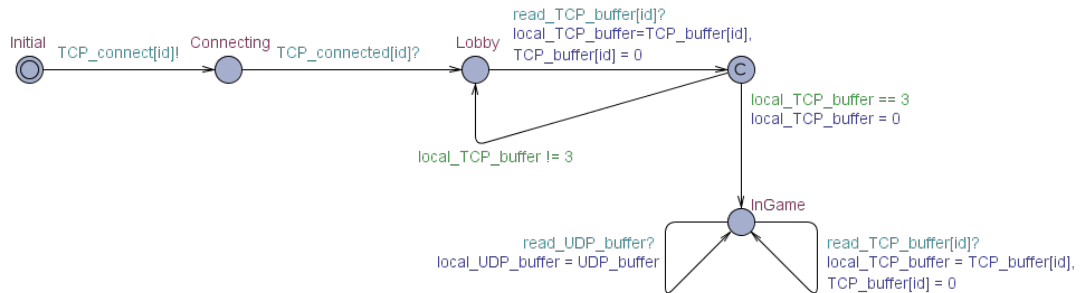 Initial
TCP_connect[id]!
Connecting
TCP_connected[id]?
Lobby
read_TCP_buffer[id]?
local_TCP_buffer=TCP_buffer[id],
TCP_buffer[id] = 0
C
local_TCP_buffer == 3
local_TCP_buffer = 0
local_TCP_buffer != 3
InGame
read_UDP_buffer?
local_UDP_buffer = UDP_buffer
read_TCP_buffer[id]?
local_TCP_buffer = TCP_buffer[id],
TCP_buffer[id] = 0